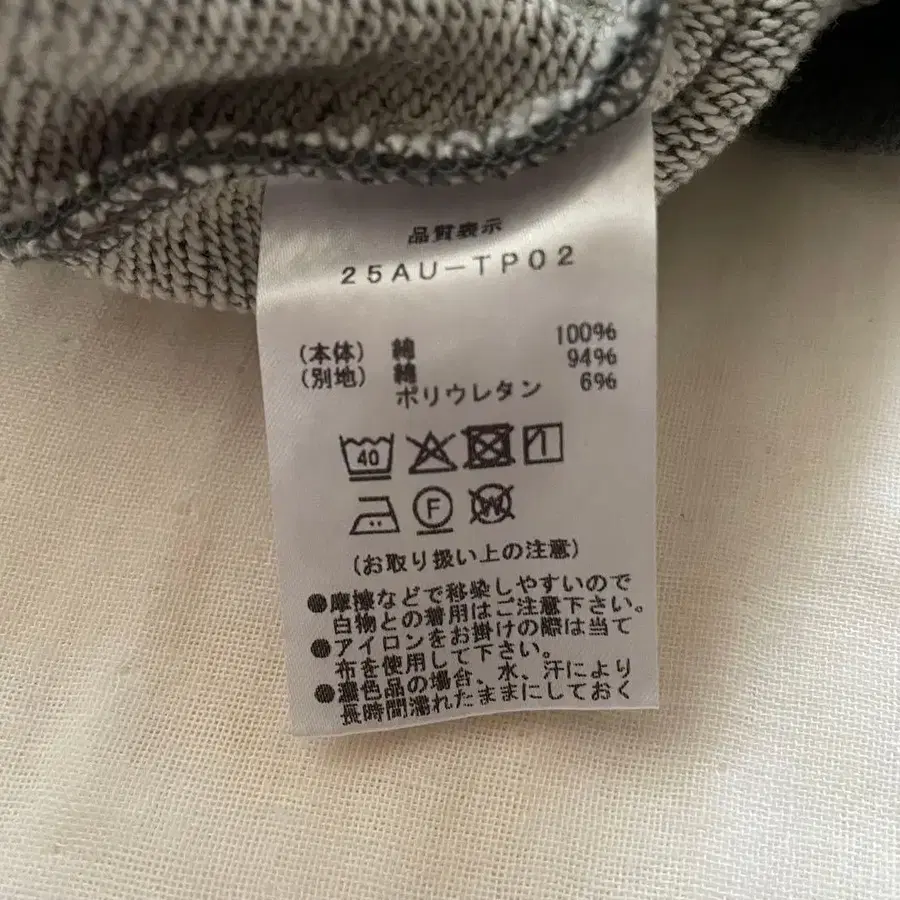 品質表示
25AU-TP02
(本体) 綿 100%
(別地) 綿 94%
ポリウレタン 6%
40
F
W
(お取り扱い上の注意)
●摩擦などで移染しやすいので
白物との着用はご注意下さい。
●アイロンをお掛けの際は当て
布を使用して下さい。
●濃色品の場合、水、汗により
長時間濡れたままにしておく